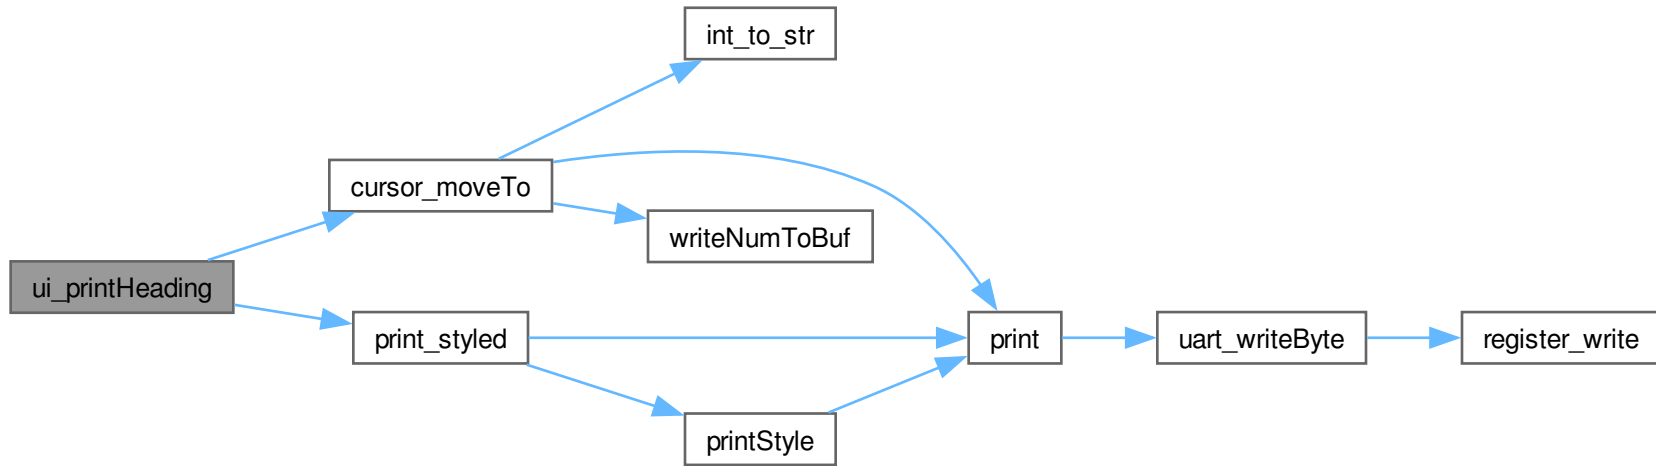 int_to_str
cursor_moveTo
writeNumToBuf
ui_printHeading
print_styled
print
uart_writeByte
register_write
printStyle